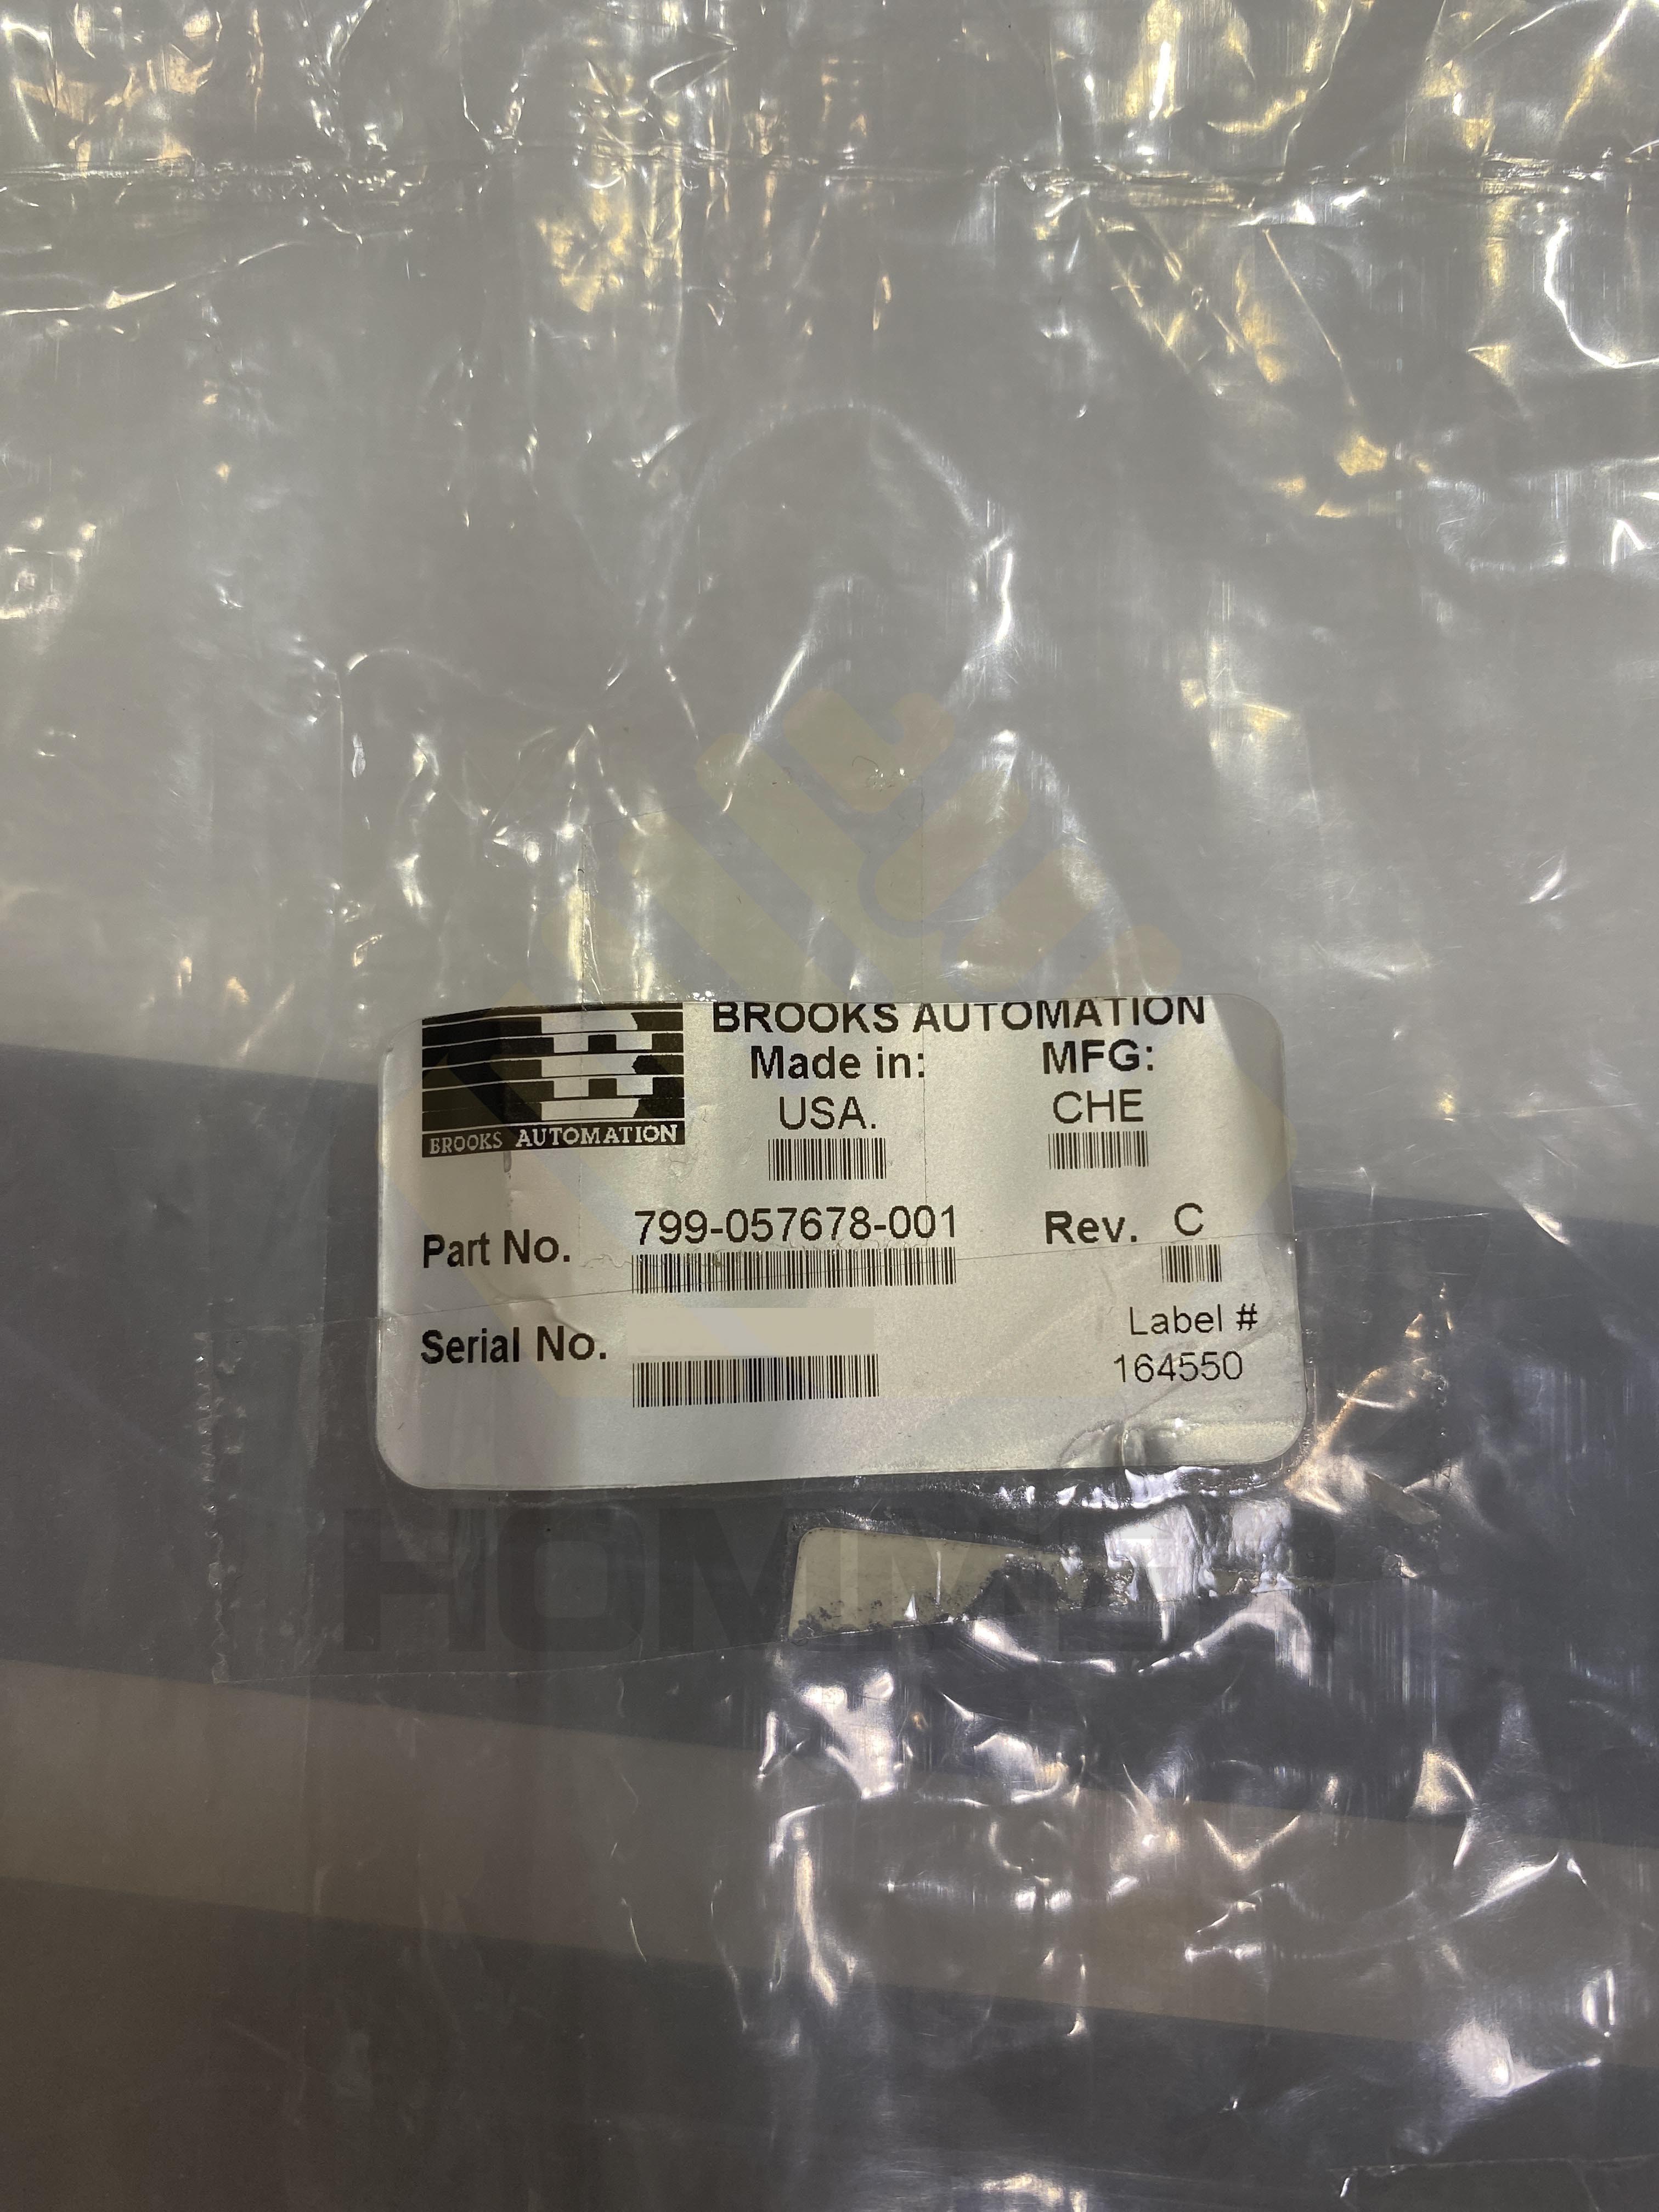 BROOKS AUTOMATION
BROOKS AUTOMATION
Made in: MFG:
USA. CHE
Part No. 799-057678-001 Rev. C
Serial No.
Label #
164550
HOMMER